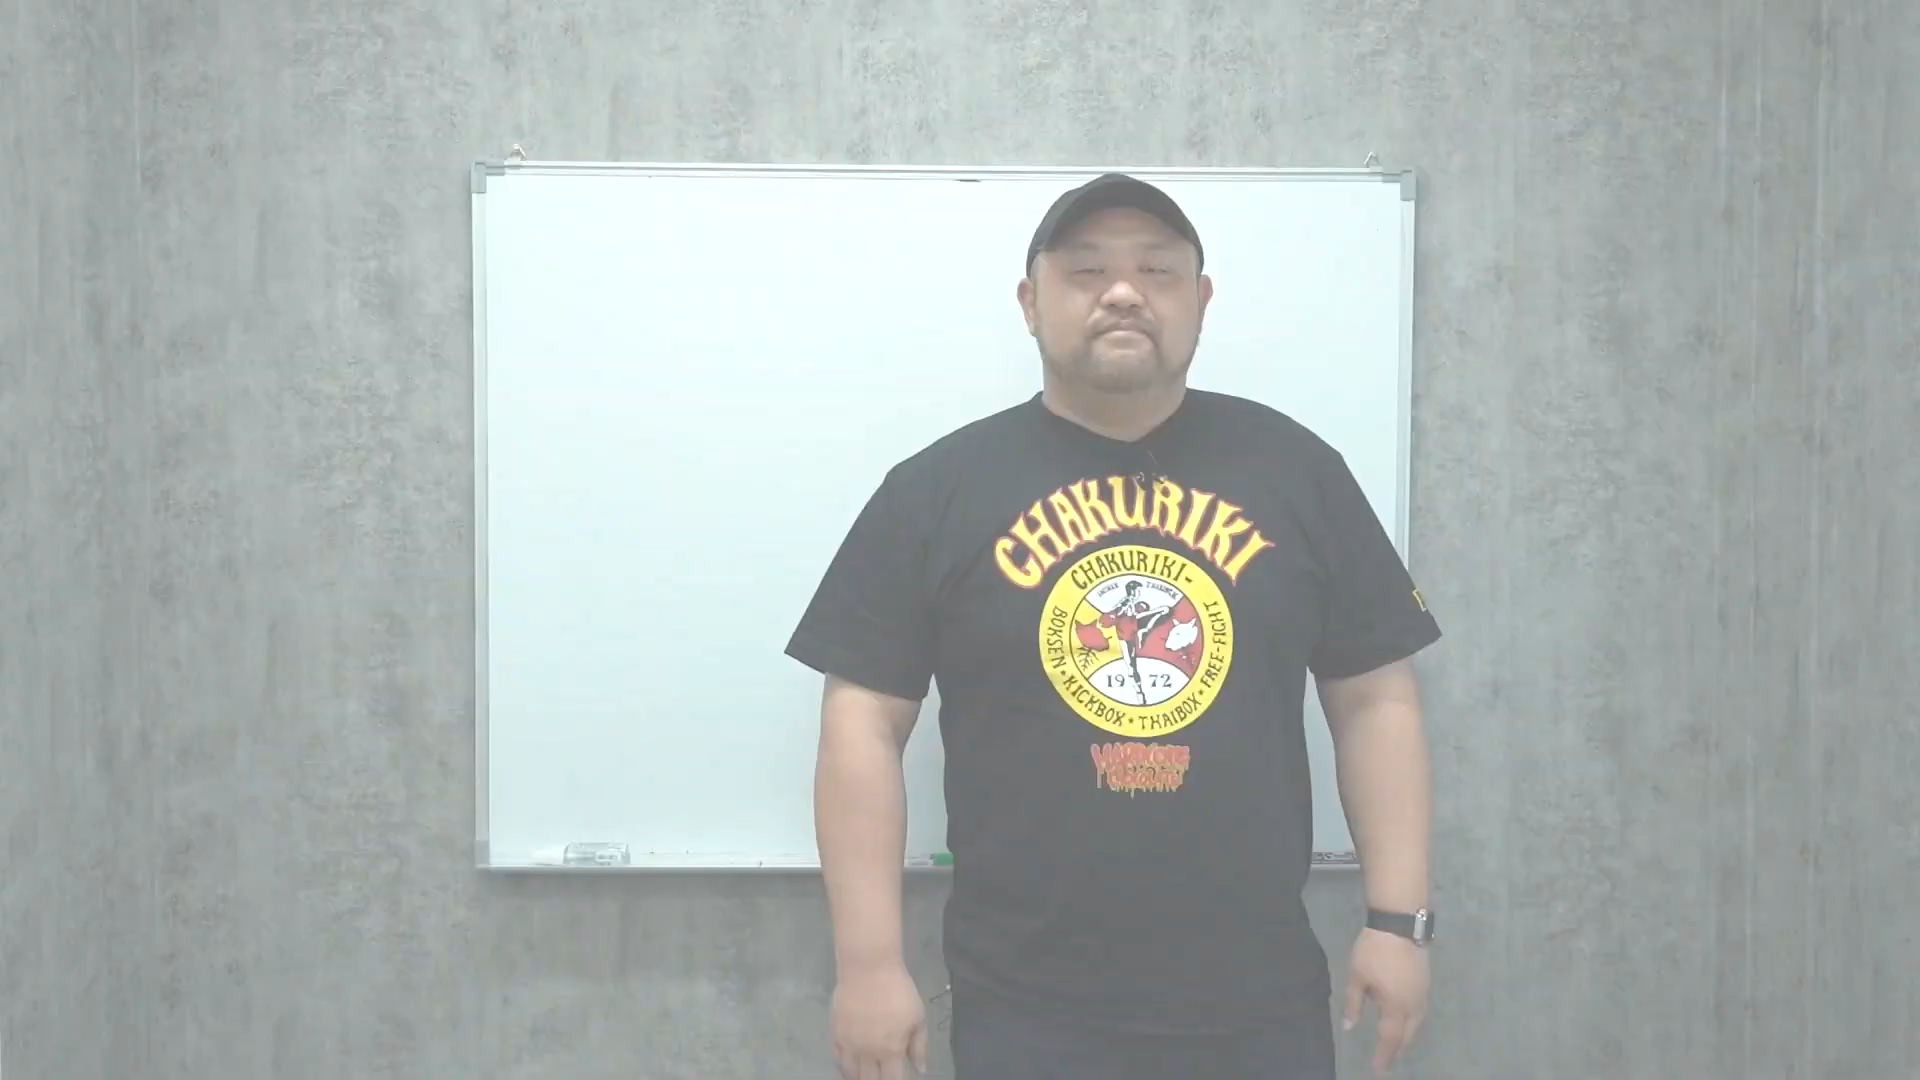 CHAKURIKI
CHAKURIKI-
19 72
BOKSEN • KICKBOX • THAIBOX • FREE-FIGHT